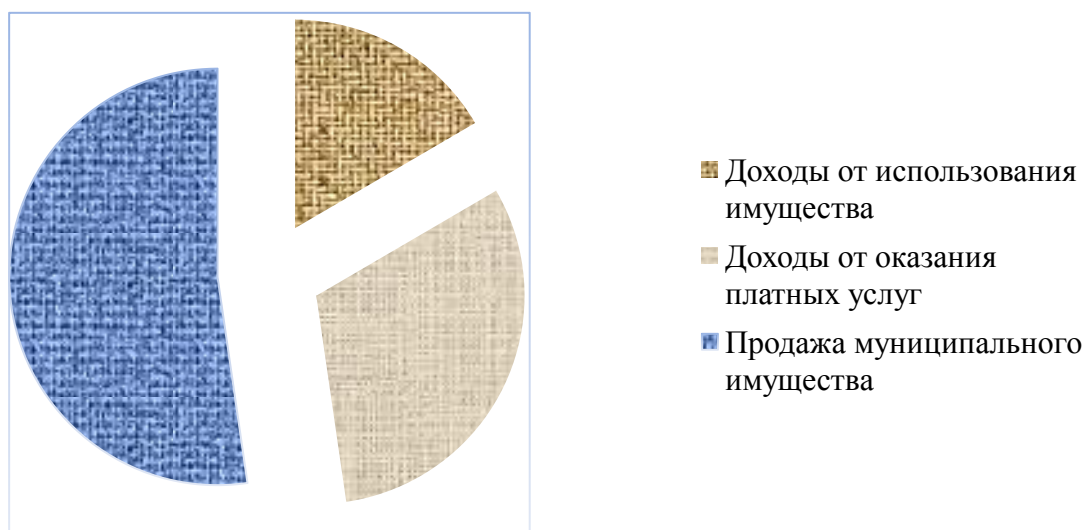 Доходы от использования
имущества
Доходы от оказания
платных услуг
Продажа муниципального
имущества